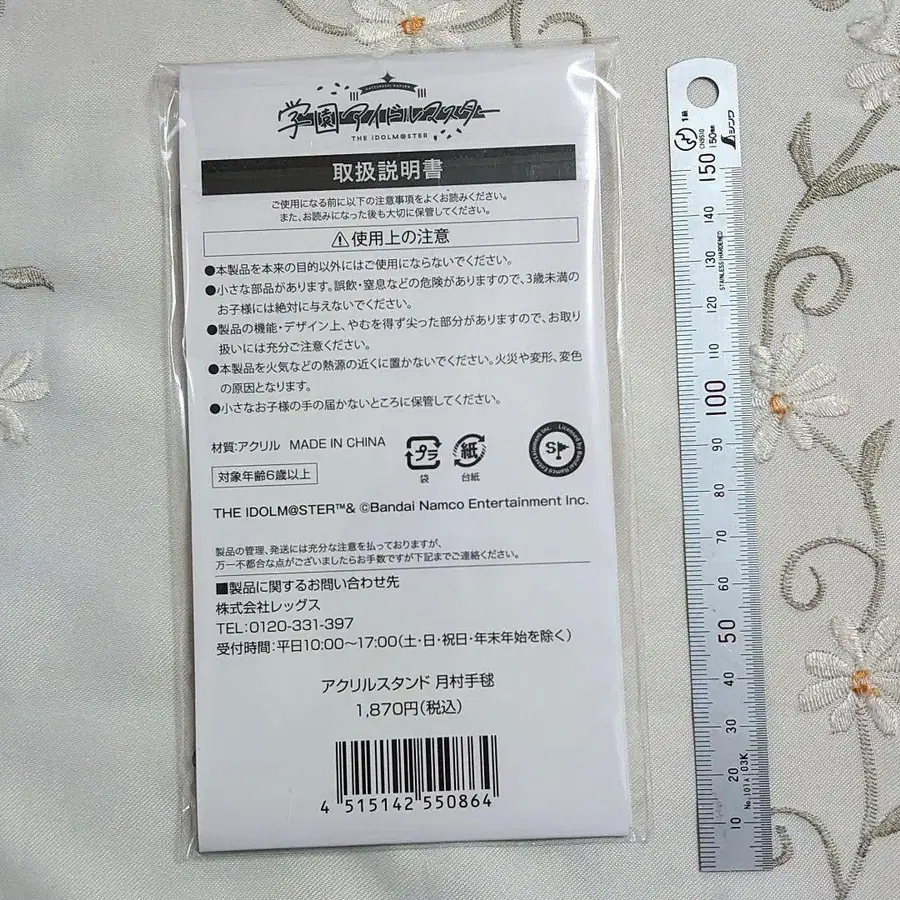 学園アイドルマスター
THE IDOLM@STER
取扱説明書
ご使用になる前に以下の注意事項をよくお読みください。
また、お読みになった後も大切に保管してください。
⚠使用上の注意
●本製品を本来の目的以外にはご使用にならないでください。
●小さな部品があります。誤飲・窒息などの危険がありますので、3歳未満の
お子様には絶対に与えないでください。
●製品の機能・デザイン上、やむを得ず尖った部分がありますので、お取り
扱いには充分ご注意ください。
●本製品を火気などの熱源の近くに置かないでください。火災や変形、変色
の原因となります。
●小さなお子様の手の届かないところに保管してください。
材質:アクリル MADE IN CHINA
プラ
袋
紙
台紙
Licensed by Bandai Namco Entertainment Inc.
S
対象年齢6歳以上
THE IDOLM@STER™& ©Bandai Namco Entertainment Inc.
製品の管理、発送には充分な注意を払っておりますが、
万一不都合な点がございましたらお手数ですが下記までご連絡ください。
■製品に関するお問い合わせ先
株式会社レッグス
TEL:0120-331-397
受付時間:平日10:00〜17:00(土・日・祝日・年末年始を除く)
アクリルスタンド 月村手毬
1,870円(税込)
4 515142 550864
シンワ
1級
150mm
STAINLESS HARDENED
150
140
130
120
110
100
90
80
70
60
50
40
30
20
10
No.101A 03K